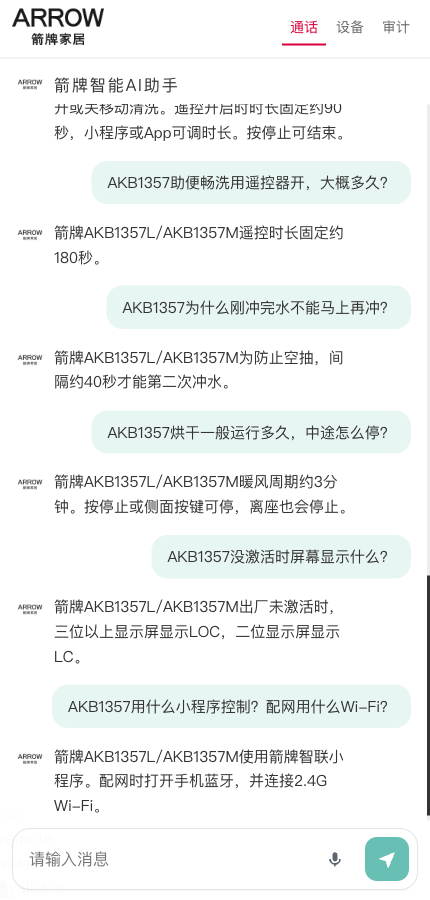 ARROW
箭牌家居
通话
设备
审计
箭牌智能AI助手
开或关移动清洗。遥控开启时时长固定约90
秒，小程序或App可调时长。按停止可结束。
AKB1357助便畅洗用遥控器开，大概多久？
箭牌AKB1357L/AKB1357M遥控时长固定约
180秒。
AKB1357为什么刚冲完水不能马上再冲？
箭牌AKB1357L/AKB1357M为防止空抽，间
隔约40秒才能第二次冲水。
AKB1357烘干一般运行多久，中途怎么停？
箭牌AKB1357L/AKB1357M暖风周期约3分
钟。按停止或侧面按键可停，离座也会停止。
AKB1357没激活时屏幕显示什么？
箭牌AKB1357L/AKB1357M出厂未激活时，
三位以上显示屏显示LOC，二位显示屏显示
LC。
AKB1357用什么小程序控制？配网用什么Wi-Fi？
箭牌AKB1357L/AKB1357M使用箭牌智联小
程序。配网时打开手机蓝牙，并连接2.4G
Wi-Fi。
请输入消息